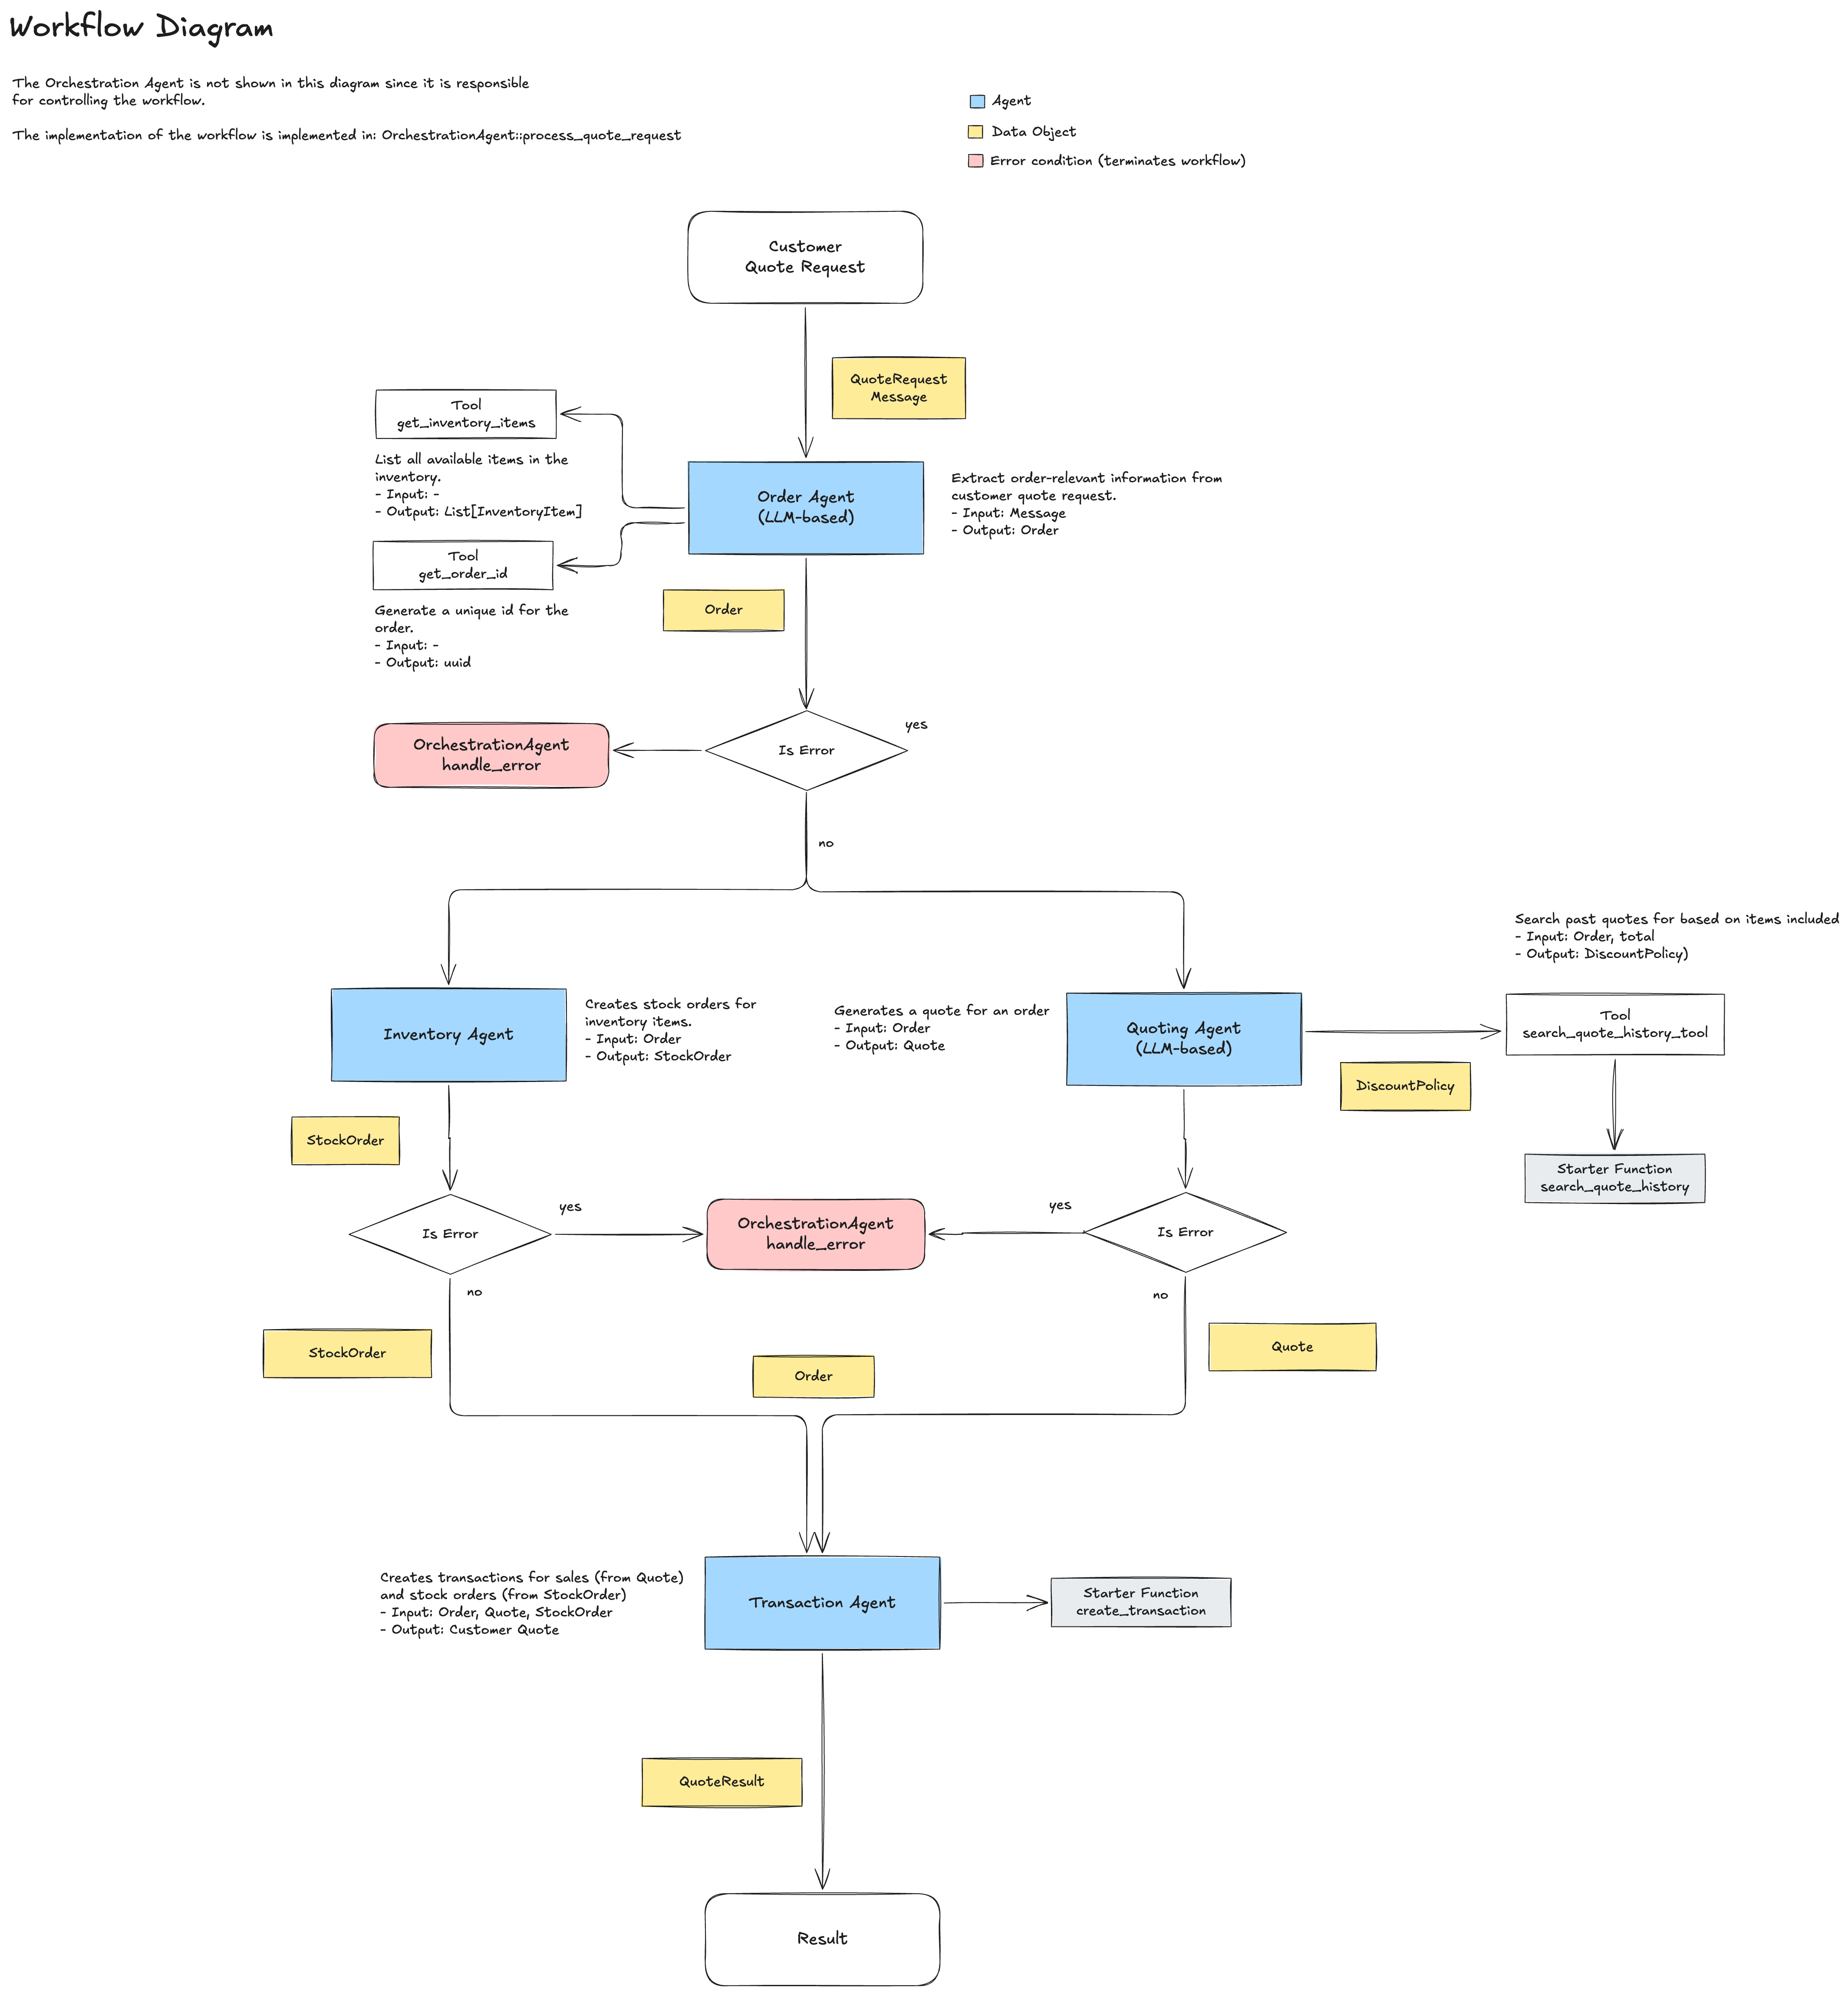 Workflow Diagram
The Orchestration Agent is not shown in this diagram since it is responsible
for controlling the workflow.
The implementation of the workflow is implemented in: OrchestrationAgent::process_quote_request
Agent
Data Object
Error condition (terminates workflow)
Customer
Quote Request
QuoteRequest
Message
Tool
get_inventory_items
List all available items in the
inventory.
- Input: -
- Output: List[InventoryItem]
Order Agent
(LLM-based)
Extract order-relevant information from
customer quote request.
- Input: Message
- Output: Order
Tool
get_order_id
Generate a unique id for the
order.
- Input: -
- Output: uuid
Order
OrchestrationAgent
handle_error
Is Error
yes
no
Search past quotes for based on items included
- Input: Order, total
- Output: DiscountPolicy)
Inventory Agent
Creates stock orders for
inventory items.
- Input: Order
- Output: StockOrder
Generates a quote for an order
- Input: Order
- Output: Quote
Quoting Agent
(LLM-based)
Tool
search_quote_history_tool
DiscountPolicy
StockOrder
Starter Function
search_quote_history
Is Error
yes
OrchestrationAgent
handle_error
yes
Is Error
no
no
StockOrder
Order
Quote
Creates transactions for sales (from Quote)
and stock orders (from StockOrder)
- Input: Order, Quote, StockOrder
- Output: Customer Quote
Transaction Agent
Starter Function
create_transaction
QuoteResult
Result